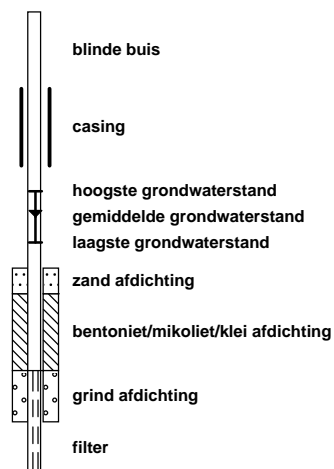 blinde buis
casing
hoogste grondwaterstand
gemiddelde grondwaterstand
laagste grondwaterstand
zand afdichting
bentoniet/mikoliet/klei afdichting
grind afdichting
filter